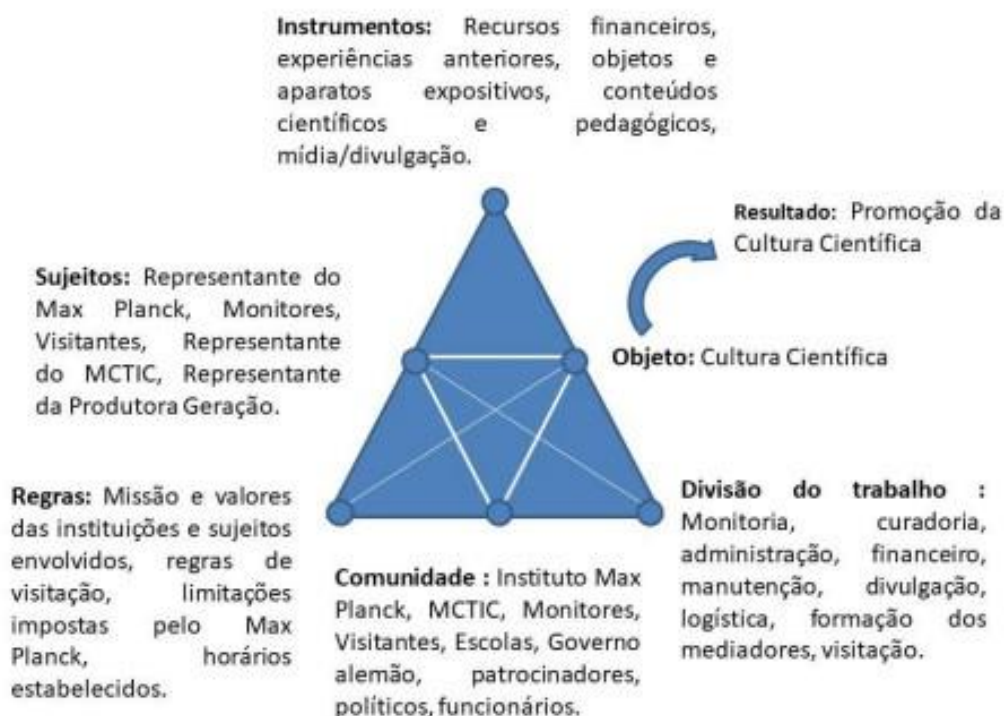 Instrumentos: Recursos
financeiros,
experiências anteriores, objetos e
aparatos expositivos, conteúdos
científicos e pedagógicos,
mídia/divulgação.
Resultado: Promoção da
Cultura Científica
Sujeitos: Representante do
Max Planck, Monitores,
Visitantes, Representante
do MCTIC, Representante
da Produtora Geração.
Objeto: Cultura Científica
Regras: Missão e valores
das instituições e sujeitos
envolvidos, regras de
visitação, limitações
impostas pelo Max
Planck, horários
estabelecidos.
Comunidade : Instituto Max
Planck, MCTIC, Monitores,
Visitantes, Escolas, Governo
alemão, patrocinadores,
políticos, funcionários.
Divisão do trabalho :
Monitoria, curadoria,
administração, financeiro,
manutenção, divulgação,
logística, formação dos
mediadores, visitação.